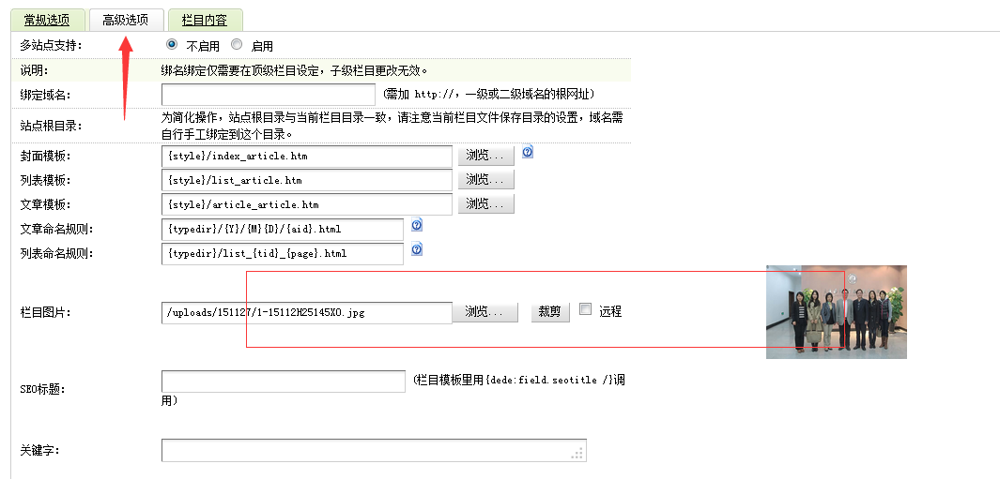 常规选项 高级选项 栏目内容
多站点支持： 不启用 启用
说明： 绑名绑定仅需要在顶级栏目设定，子级栏目更改无效。
绑定域名： (需加 http://，一级或二级域名的根网址)
站点根目录： 为简化操作，站点根目录与当前栏目目录一致，请注意当前栏目文件保存目录的设置，域名需
自行手工绑定到这个目录。
封面模板： {style}/index_article.htm 浏览...
列表模板： {style}/list_article.htm 浏览...
文章模板： {style}/article_article.htm 浏览...
文章命名规则： {typedir}/{Y}/{M}{D}/{aid}.html
列表命名规则： {typedir}/list_{tid}_{page}.html
栏目图片： /uploads/151127/1-15112H25145XO.jpg 浏览... 裁剪 远程
SEO标题： (栏目模板里用{dede:field.seotitle /}调
用)
关键字：